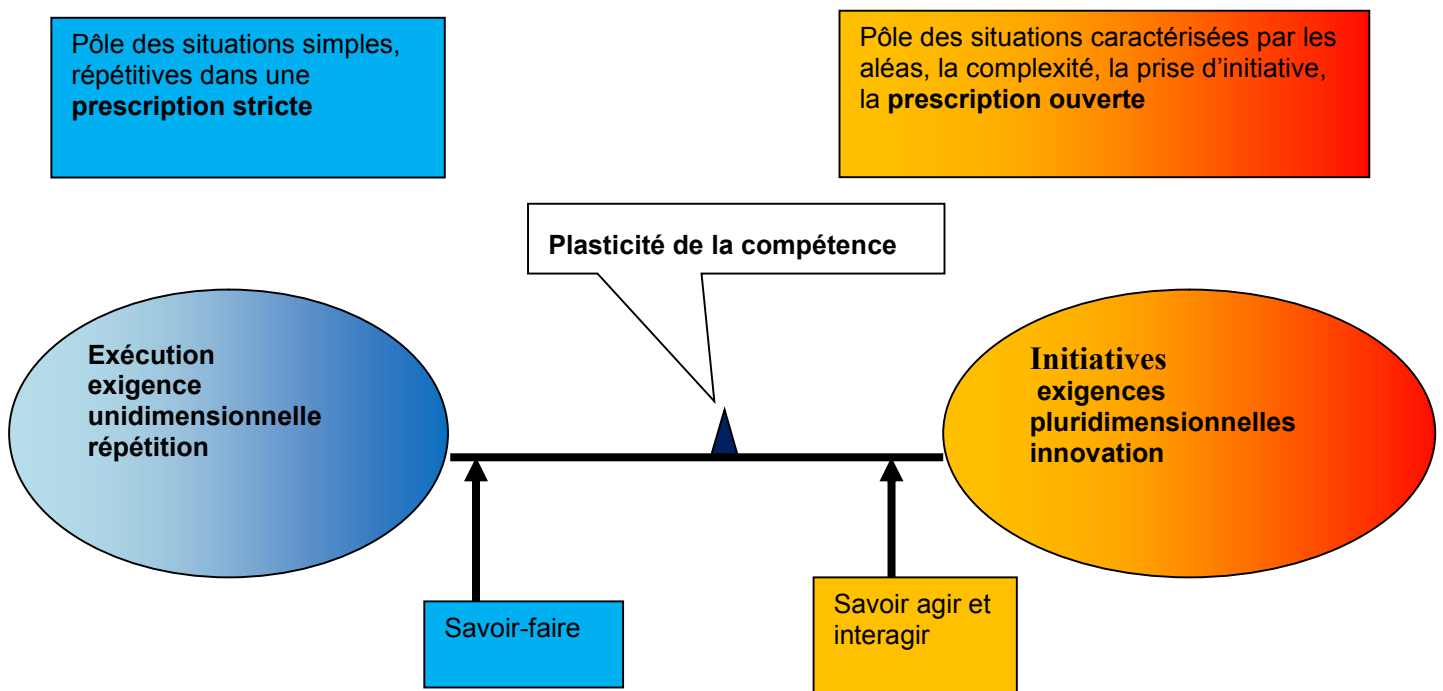 Pôle des situations simples,
répétitives dans une
prescription stricte
Pôle des situations caractérisées par les
aléas, la complexité, la prise d’initiative,
la prescription ouverte
Plasticité de la compétence
Exécution
exigence
unidimensionnelle
répétition
Initiatives
exigences
pluridimensionnelles
innovation
Savoir-faire
Savoir agir et
interagir